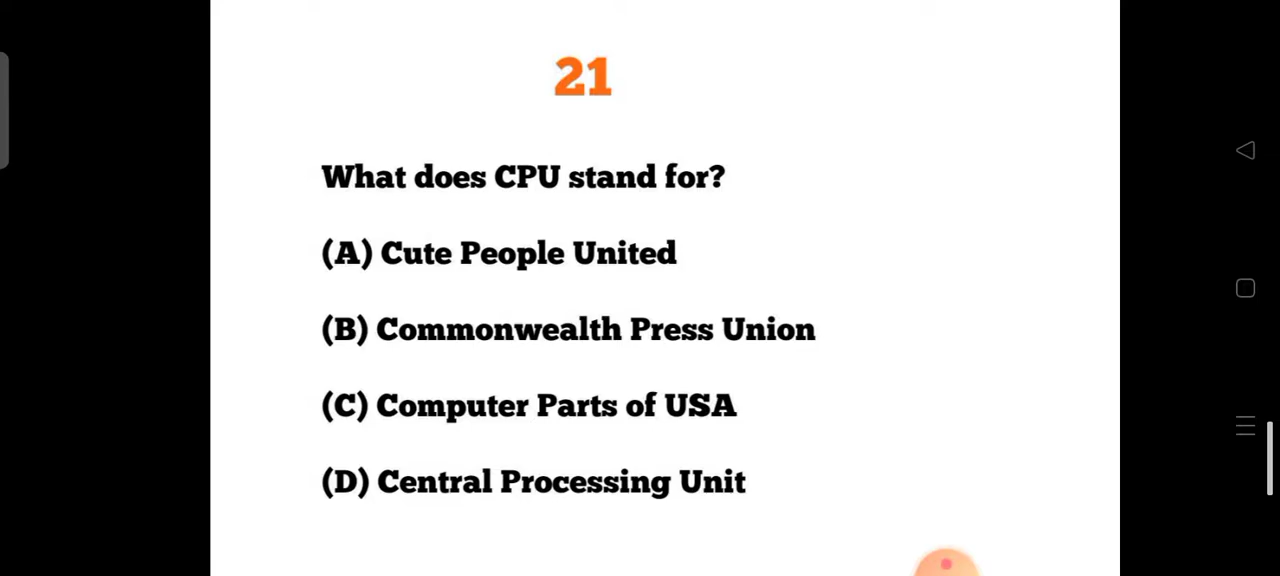 21
What does CPU stand for?
(A) Cute People United
(B) Commonwealth Press Union
(C) Computer Parts of USA
(D) Central Processing Unit